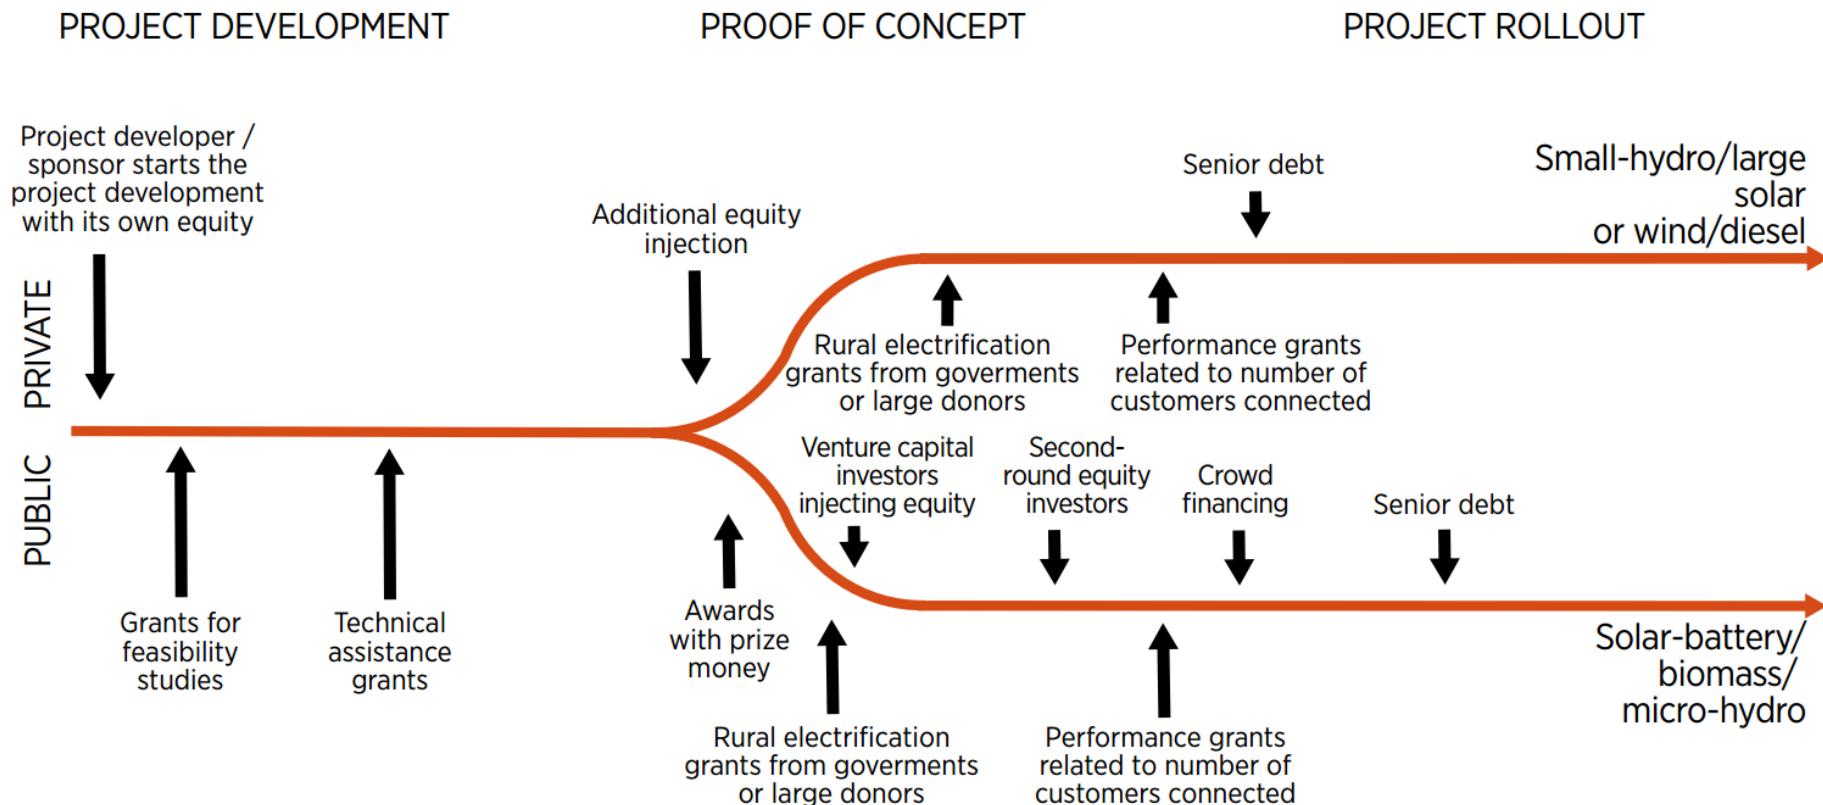 PROJECT DEVELOPMENT
PROOF OF CONCEPT
PROJECT ROLLOUT
Project developer /
sponsor starts the
project development
with its own equity
Additional equity
injection
Senior debt
Small-hydro/large
solar
or wind/diesel
PRIVATE
Rural electrification
grants from goverments
or large donors
Performance grants
related to number of
customers connected
PUBLIC
Venture capital
investors
injecting equity
Second-
round equity
investors
Crowd
financing
Senior debt
Grants for
feasibility
studies
Technical
assistance
grants
Awards
with prize
money
Solar-battery/
biomass/
micro-hydro
Rural electrification
grants from goverments
or large donors
Performance grants
related to number of
customers connected